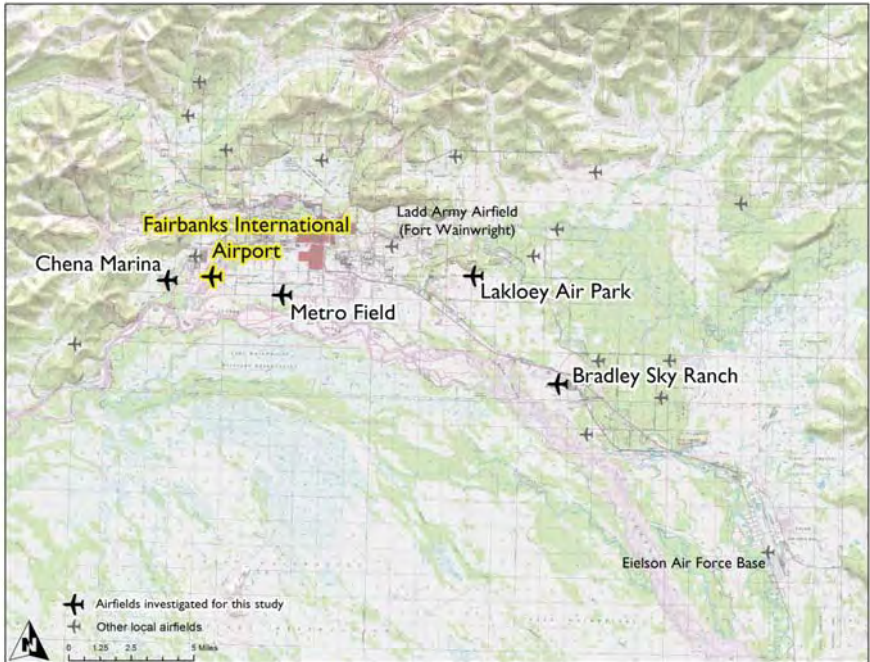 Ladd Army Airfield
(Fort Wainwright)
Fairbanks International
Airport
Chena Marina
Lakloey Air Park
Metro Field
Bradley Sky Ranch
Eielson Air Force Base
Airfields investigated for this study
Other local airfields
N
0 1.25 2.5 5 Miles